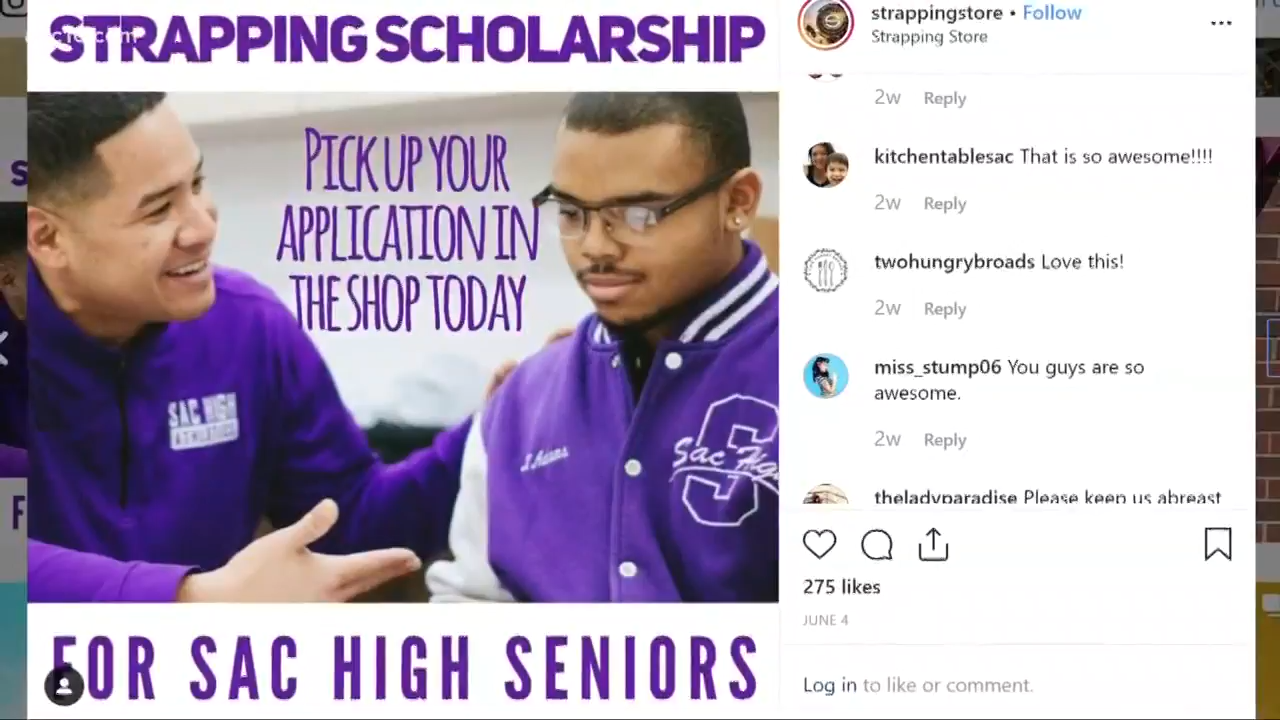 STRAPPING SCHOLARSHIP
PICK UP YOUR
APPLICATION IN
THE SHOP TODAY
SAC HIGH
ATHLETICS
Sac High
FOR SAC HIGH SENIORS
strappingstore • Follow
Strapping Store
2w Reply
kitchentablesac That is so awesome!!!!
2w Reply
twohungrybroads Love this!
2w Reply
miss_stump06 You guys are so
awesome.
2w Reply
theladyparadise Please keep us abreast
275 likes
JUNE 4
Log in to like or comment.